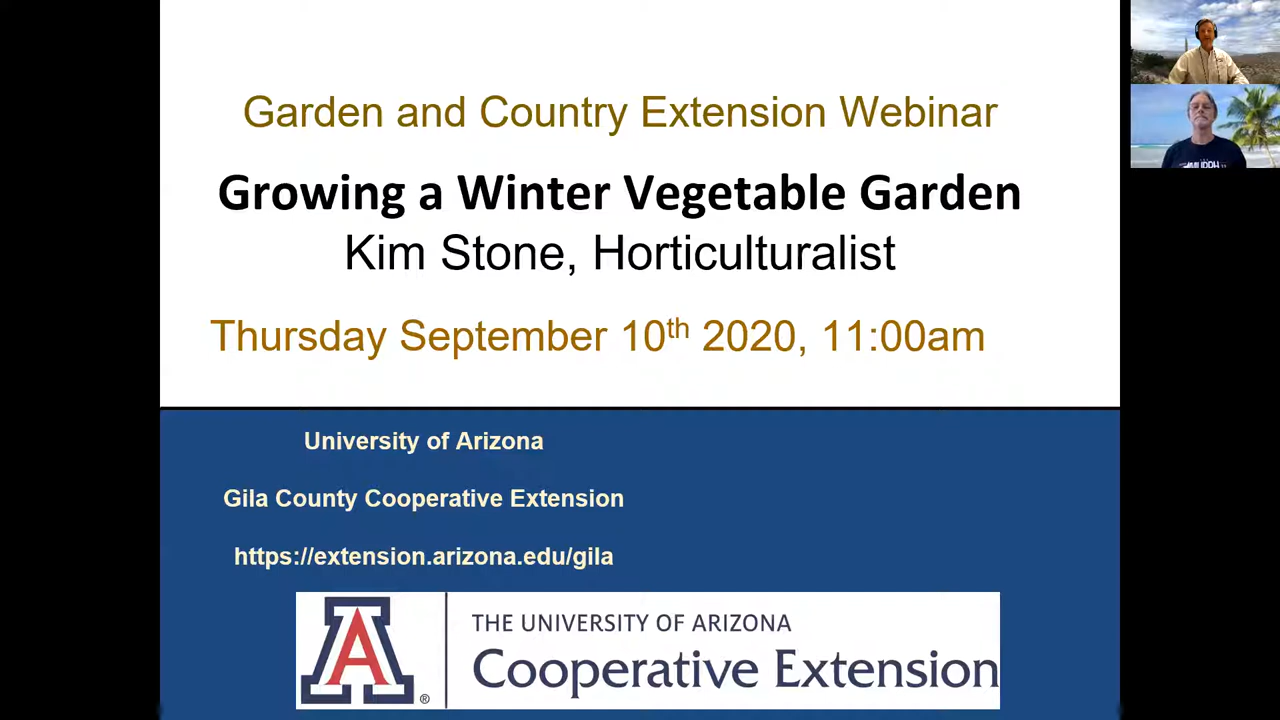 Garden and Country Extension Webinar
Growing a Winter Vegetable Garden
Kim Stone, Horticulturalist
Thursday September 10th 2020, 11:00am
University of Arizona
Gila County Cooperative Extension
https://extension.arizona.edu/gila
A ®
THE UNIVERSITY OF ARIZONA
Cooperative Extension